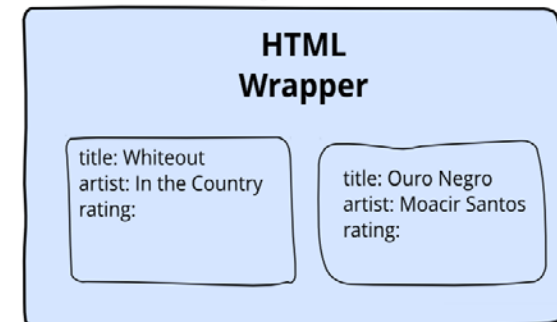 HTML
Wrapper
title: Whiteout
artist: In the Country
rating:
title: Ouro Negro
artist: Moacir Santos
rating: